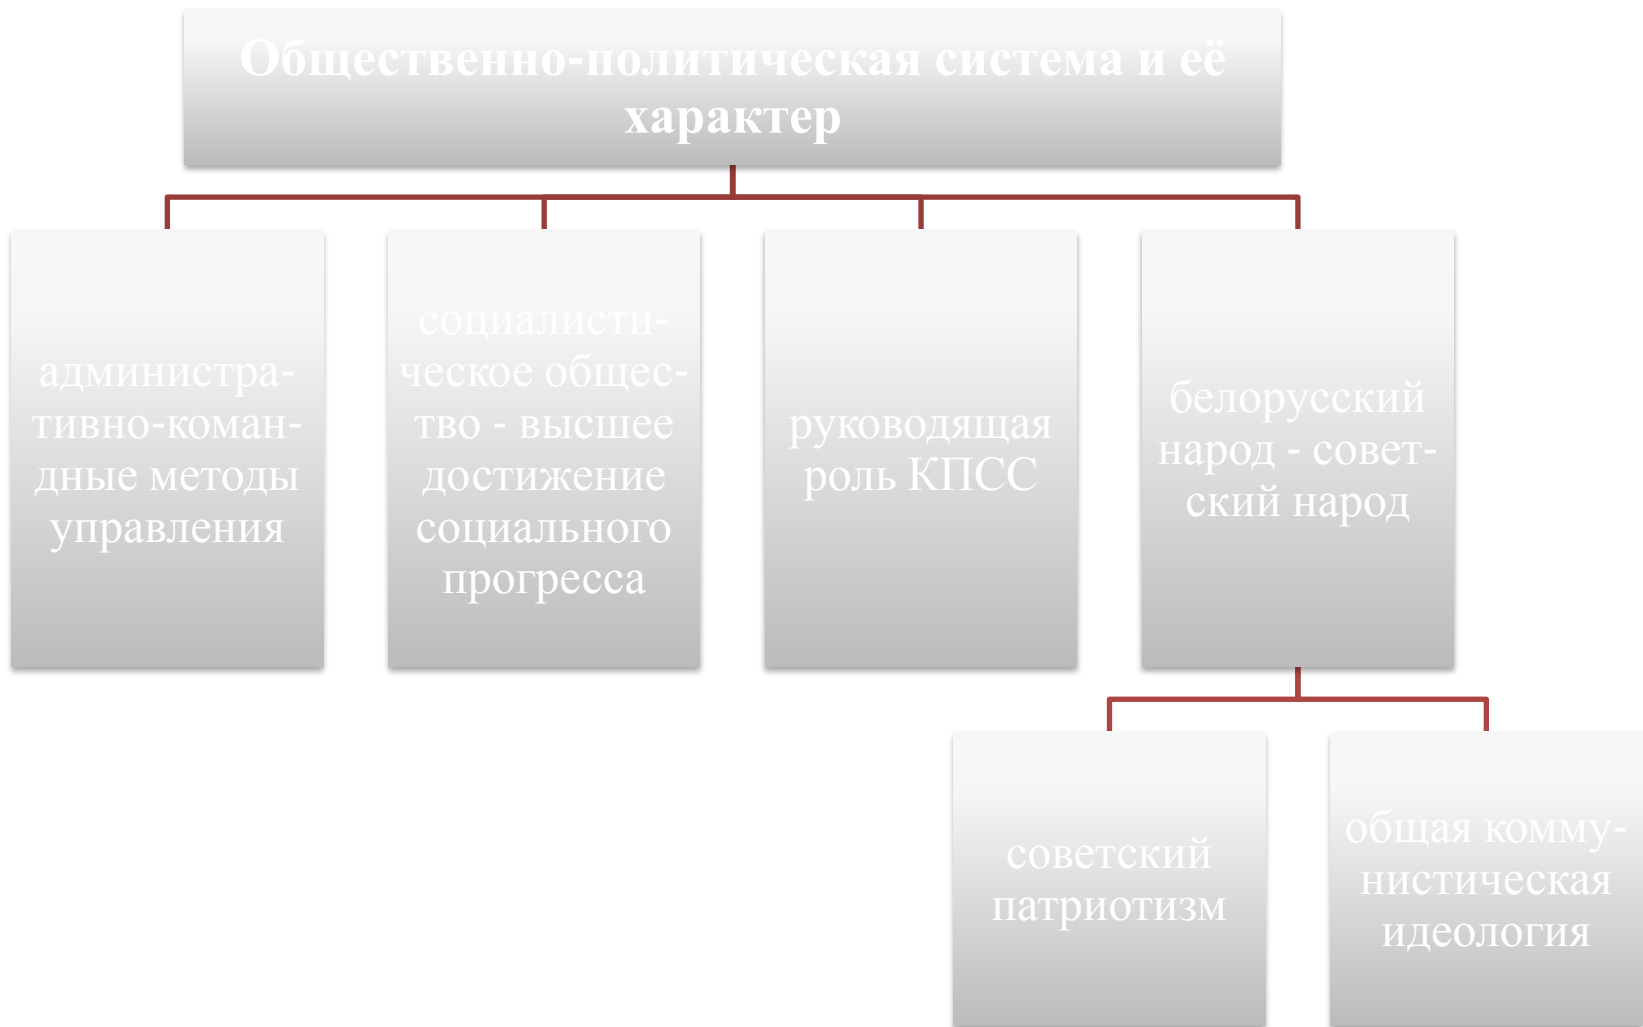 Общественно-политическая система и её
характер
администра-
тивно-коман-
дные методы
управления
социалисти-
ческое общес-
тво - высшее
достижение
социального
прогресса
руководящая
роль КПСС
белорусский
народ - совет-
ский народ
советский
патриотизм
общая комму-
нистическая
идеология